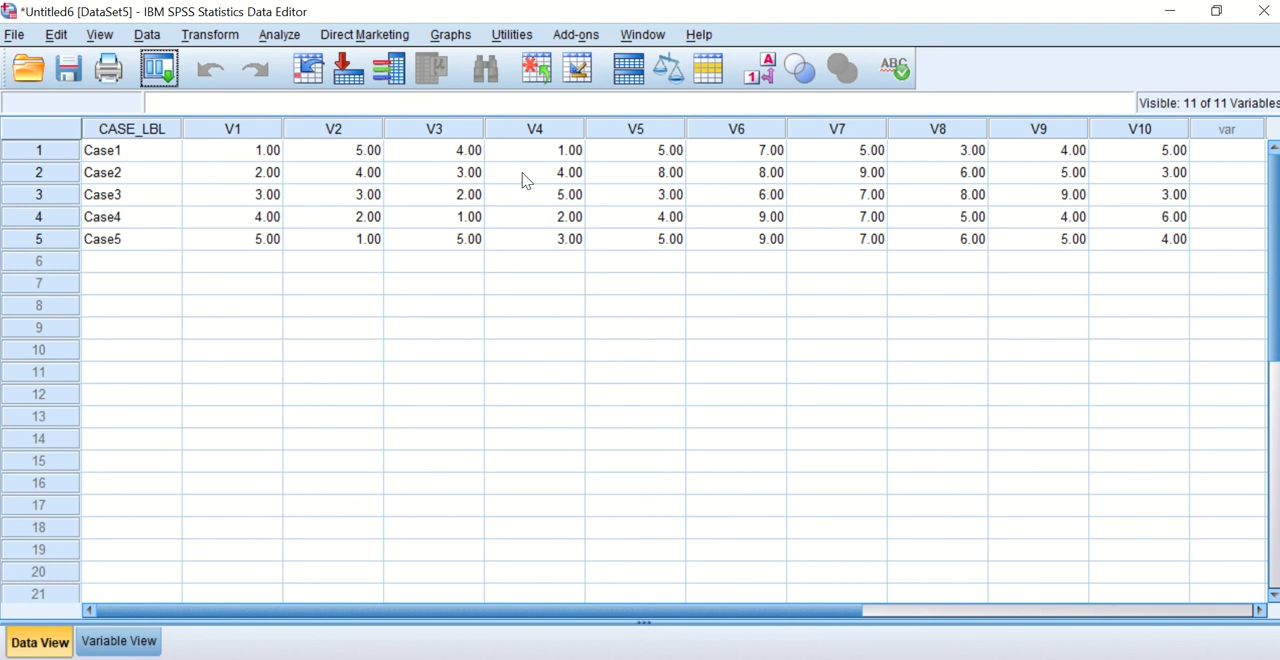 *Untitled6 [DataSet5] - IBM SPSS Statistics Data Editor
File Edit View Data Transform Analyze Direct Marketing Graphs Utilities Add-ons Window Help
A
1
ABC
Visible: 11 of 11 Variables
CASE_LBL V1 V2 V3 V4 V5 V6 V7 V8 V9 V10 var
1 Case1 1.00 5.00 4.00 1.00 5.00 7.00 5.00 3.00 4.00 5.00
2 Case2 2.00 4.00 3.00 4.00 8.00 8.00 9.00 6.00 5.00 3.00
3 Case3 3.00 3.00 2.00 5.00 3.00 6.00 7.00 8.00 9.00 3.00
4 Case4 4.00 2.00 1.00 2.00 4.00 9.00 7.00 5.00 4.00 6.00
5 Case5 5.00 1.00 5.00 3.00 5.00 9.00 7.00 6.00 5.00 4.00
6
7
8
9
10
11
12
13
14
15
16
17
18
19
20
21
Data View Variable View